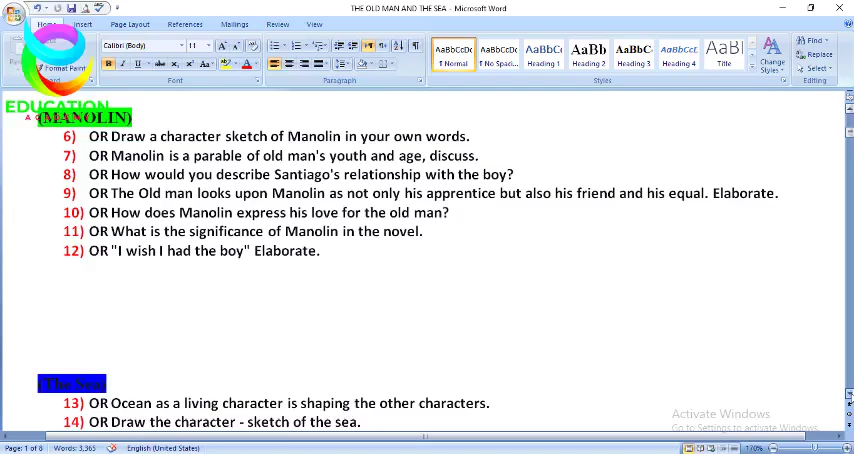 THE OLD MAN AND THE SEA - Microsoft Word
Home Insert Page Layout References Mailings Review View
Calibri (Body) 11
AaBbCcDc AaBbCcDc AaBbC AaBb AaBb3 AaBbCcL AaBl
¶ Normal ¶ No Spaci... Heading 1 Heading 2 Heading 3 Heading 4 Title
Change Styles
Find
Replace
Select
Format Paint
Font Paragraph Styles Editing
EDUCATION
(MANOLIN)
6) OR Draw a character sketch of Manolin in your own words.
7) OR Manolin is a parable of old man's youth and age, discuss.
8) OR How would you describe Santiago's relationship with the boy?
9) OR The Old man looks upon Manolin as not only his apprentice but also his friend and his equal. Elaborate.
10) OR How does Manolin express his love for the old man?
11) OR What is the significance of Manolin in the novel.
12) OR "I wish I had the boy" Elaborate.
(The Sea)
13) OR Ocean as a living character is shaping the other characters.
14) OR Draw the character - sketch of the sea.
Activate Windows
Go to Settings to activate Windows.
Page: 1 of 8 Words: 3,365 English (United States) 170%